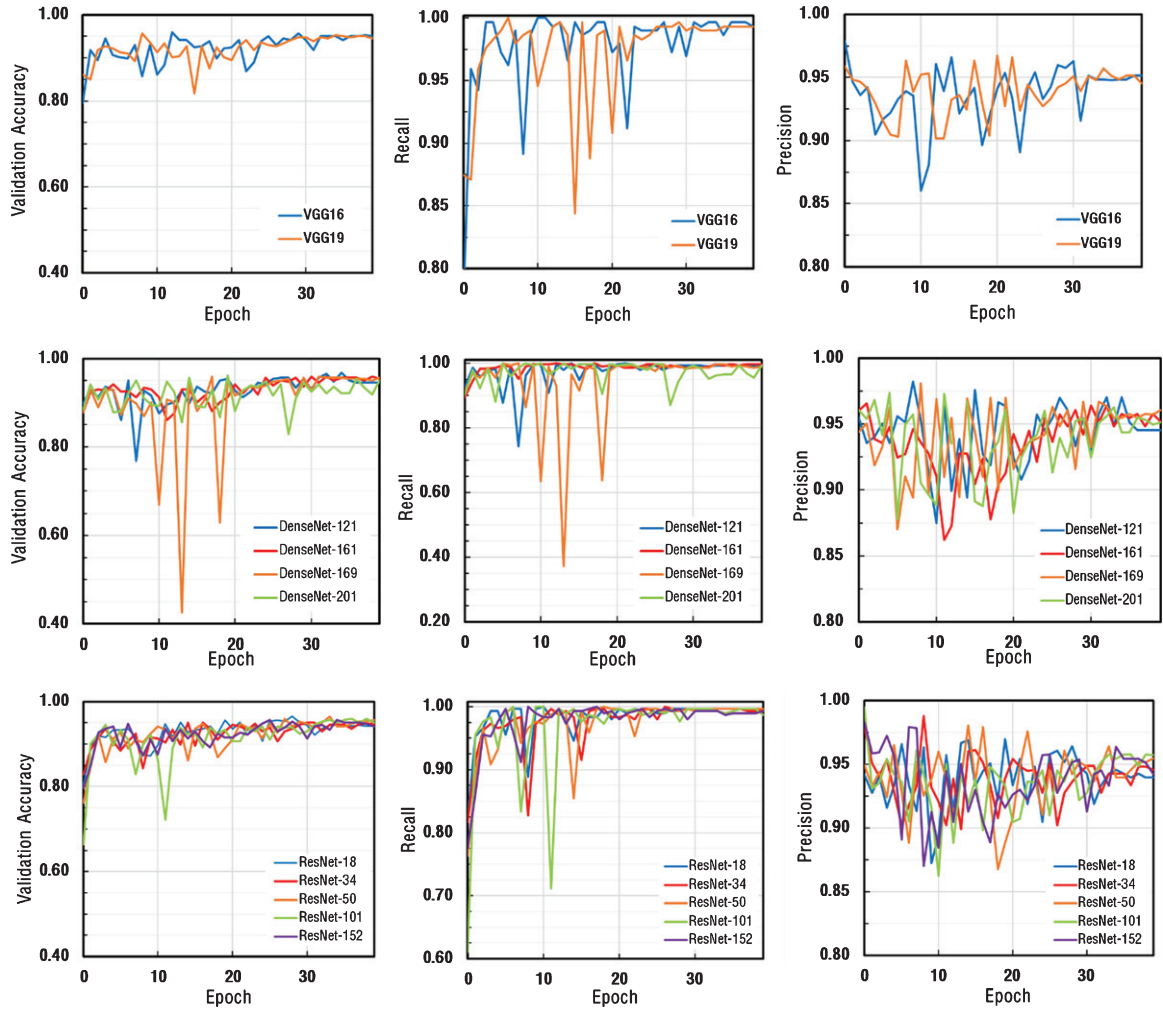 1.00
0.80
0.60
0.40
Validation Accuracy
VGG16
VGG19
0
10
20
30
Epoch
1.00
0.95
0.90
0.85
0.80
Recall
VGG16
VGG19
0
10
20
30
Epoch
1.00
0.95
0.90
0.85
0.80
Precision
VGG16
VGG19
0
10
20
30
Epoch
1.00
0.80
0.60
0.40
Validation Accuracy
DenseNet-121
DenseNet-161
DenseNet-169
DenseNet-201
0
10
20
30
Epoch
1.00
0.80
0.60
0.40
0.20
Recall
DenseNet-121
DenseNet-161
DenseNet-169
DenseNet-201
0
10
20
30
Epoch
1.00
0.95
0.90
0.85
0.80
Precision
DenseNet-121
DenseNet-161
DenseNet-169
DenseNet-201
0
10
20
30
Epoch
1.00
0.80
0.60
0.40
Validation Accuracy
ResNet-18
ResNet-34
ResNet-50
ResNet-101
ResNet-152
0
10
20
30
Epoch
1.00
0.90
0.80
0.70
0.60
Recall
ResNet-18
ResNet-34
ResNet-50
ResNet-101
ResNet-152
0
10
20
30
Epoch
1.00
0.95
0.90
0.85
0.80
Precision
ResNet-18
ResNet-34
ResNet-50
ResNet-101
ResNet-152
0
10
20
30
Epoch